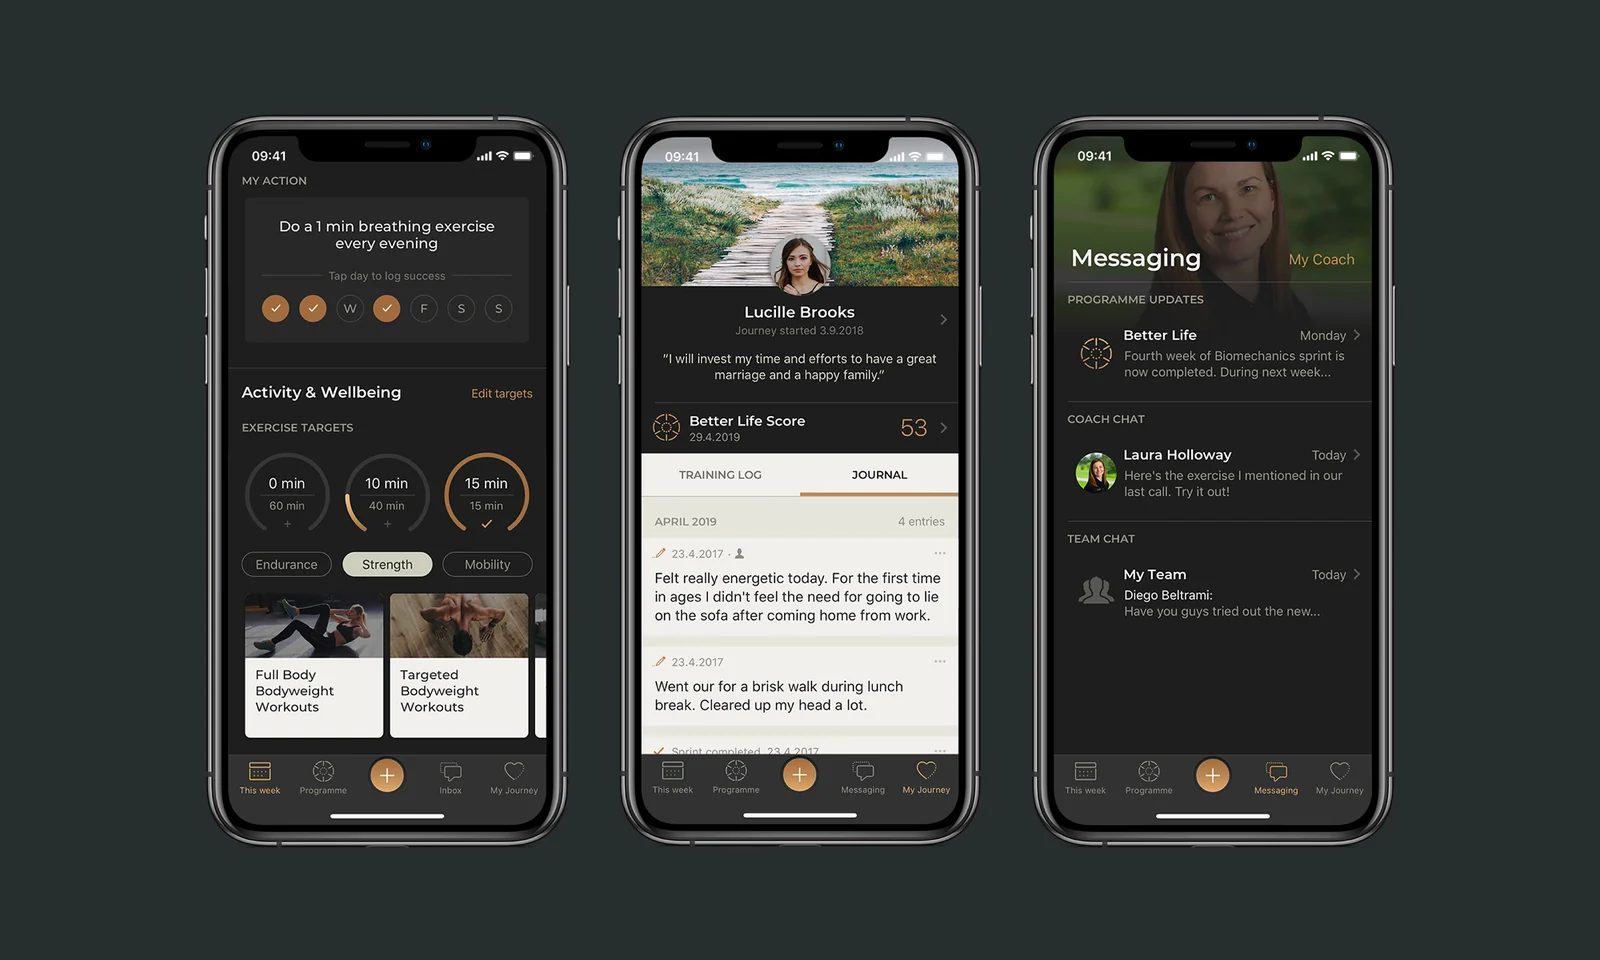 09:41
MY ACTION
Do a 1 min breathing exercise
every evening
Tap day to log success
W F S S
Activity & Wellbeing
Edit targets
EXERCISE TARGETS
0 min
60 min
+
10 min
40 min
+
15 min
15 min
Endurance
Strength
Mobility
Full Body
Bodyweight
Workouts
Targeted
Bodyweight
Workouts
This week
Programme
+
Inbox
My Journey
09:41
Lucille Brooks
Journey started 3.9.2018
"I will invest my time and efforts to have a great
marriage and a happy family."
Better Life Score
29.4.2019
53
TRAINING LOG
JOURNAL
APRIL 2019
4 entries
23.4.2017 ·
Felt really energetic today. For the first time
in ages I didn't feel the need for going to lie
on the sofa after coming home from work.
23.4.2017
Went our for a brisk walk during lunch
break. Cleared up my head a lot.
Sprint completed 23.4.2017
This week
Programme
+
Messaging
My Journey
09:41
Messaging
My Coach
PROGRAMME UPDATES
Better Life
Monday
Fourth week of Biomechanics sprint is
now completed. During next week...
COACH CHAT
Laura Holloway
Today
Here's the exercise I mentioned in our
last call. Try it out!
TEAM CHAT
My Team
Today
Diego Beltrami:
Have you guys tried out the new...
This week
Programme
+
Messaging
My Journey